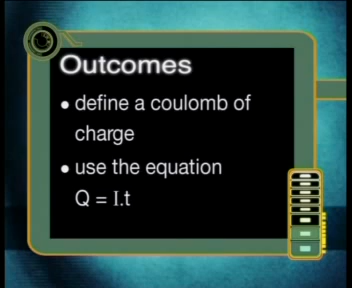 Outcomes
• define a coulomb of
charge
• use the equation
Q = I.t